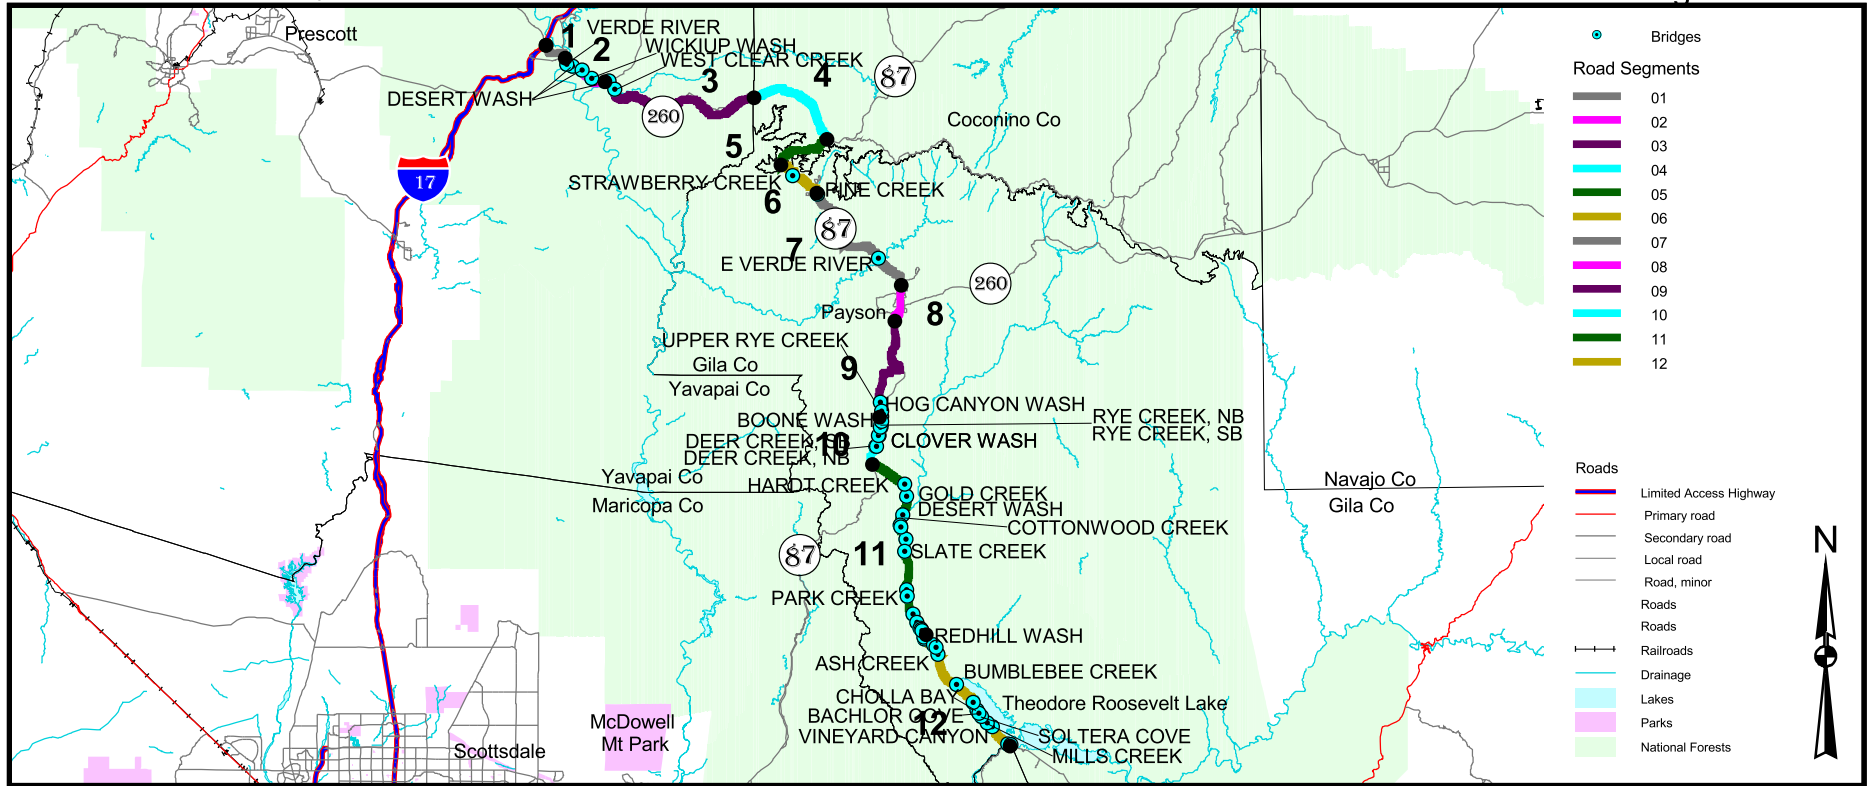 Prescott
1
VERDE RIVER
2
WICKIUP WASH
WEST CLEAR CREEK
3
4
87
DESERT WASH
260
Coconino Co
5
17
STRAWBERRY CREEK
PINE CREEK
6
87
7
E VERDE RIVER
260
Payson
8
UPPER RYE CREEK
Gila Co
9
Yavapai Co
HOG CANYON WASH
BOONE WASH
RYE CREEK, NB
RYE CREEK, SB
DEER CREEK, SB
10
CLOVER WASH
DEER CREEK, NB
Yavapai Co
HARDT CREEK
Maricopa Co
GOLD CREEK
DESERT WASH
COTTONWOOD CREEK
Navajo Co
Gila Co
87
11
SLATE CREEK
PARK CREEK
REDHILL WASH
ASH CREEK
BUMBLEBEE CREEK
CHOLLA BAY
Theodore Roosevelt Lake
BACHLOR COVE
12
VINEYARD CANYON
SOLTERA COVE
MILLS CREEK
McDowell
Mt Park
Scottsdale
Bridges
Road Segments
01
02
03
04
05
06
07
08
09
10
11
12
Roads
Limited Access Highway
Primary road
Secondary road
Local road
Road, minor
Roads
Roads
Railroads
Drainage
Lakes
Parks
National Forests
N